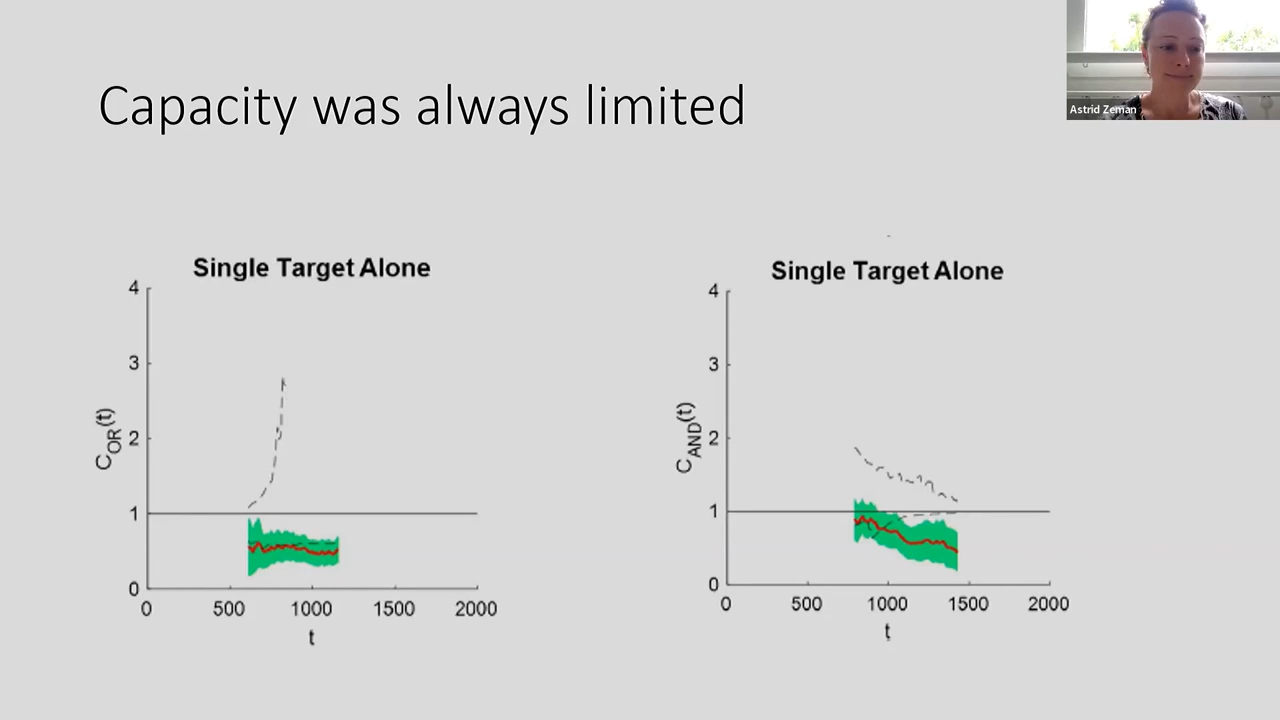 Capacity was always limited
Astrid Zeman
Single Target Alone
4
3
2
1
0
C_OR(t)
0 500 1000 1500 2000
t
Single Target Alone
4
3
2
1
0
C_AND(t)
0 500 1000 1500 2000
t